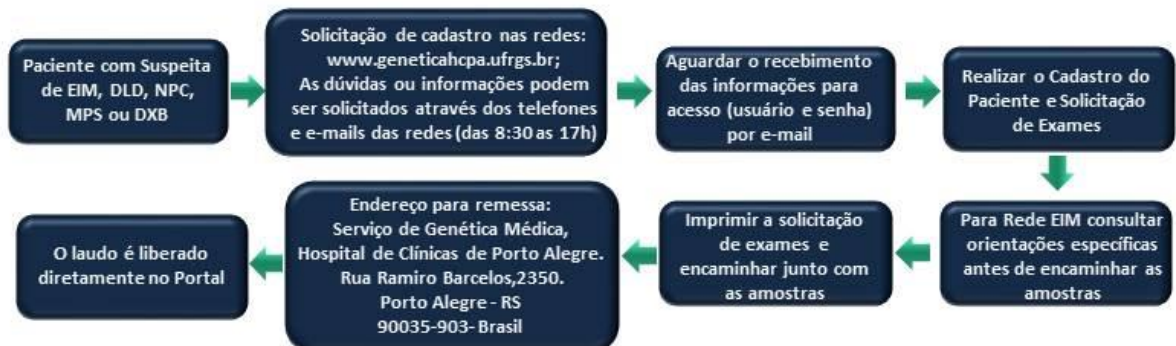 Paciente com Suspeita
de EIM, DLD, NPC,
MPS ou DXB
Solicitação de cadastro nas redes:
www.geneticahcpa.ufrgs.br;
As dúvidas ou informações podem
ser solicitados através dos telefones
e e-mails das redes (das 8:30 as 17h)
Aguardar o recebimento
das informações para
acesso (usuário e senha)
por e-mail
Realizar o Cadastro do
Paciente e Solicitação
de Exames
Para Rede EIM consultar
orientações específicas
antes de encaminhar as
amostras
Imprimir a solicitação
de exames e
encaminhar junto com
as amostras
Endereço para remessa:
Serviço de Genética Médica,
Hospital de Clínicas de Porto Alegre.
Rua Ramiro Barcelos,2350.
Porto Alegre - RS
90035-903- Brasil
O laudo é liberado
diretamente no Portal